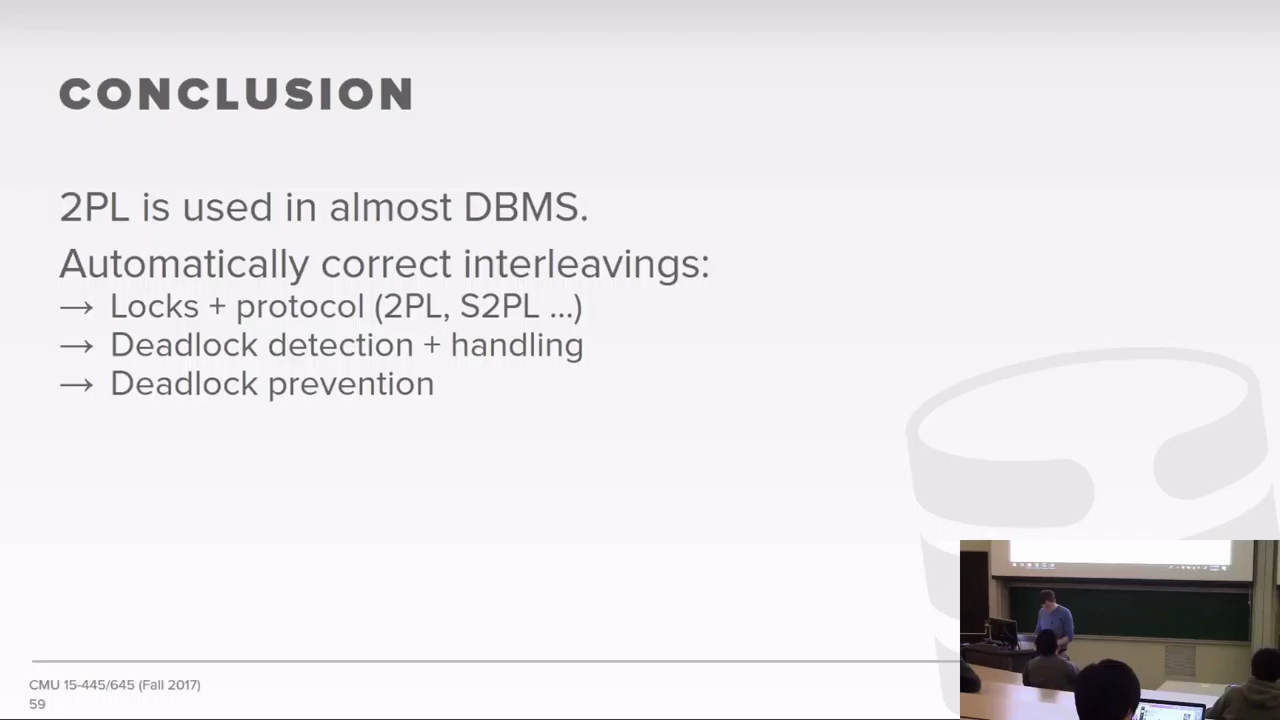 CONCLUSION
2PL is used in almost DBMS.
Automatically correct interleavings:
→ Locks + protocol (2PL, S2PL ...)
→ Deadlock detection + handling
→ Deadlock prevention
CMU 15-445/645 (Fall 2017)
59